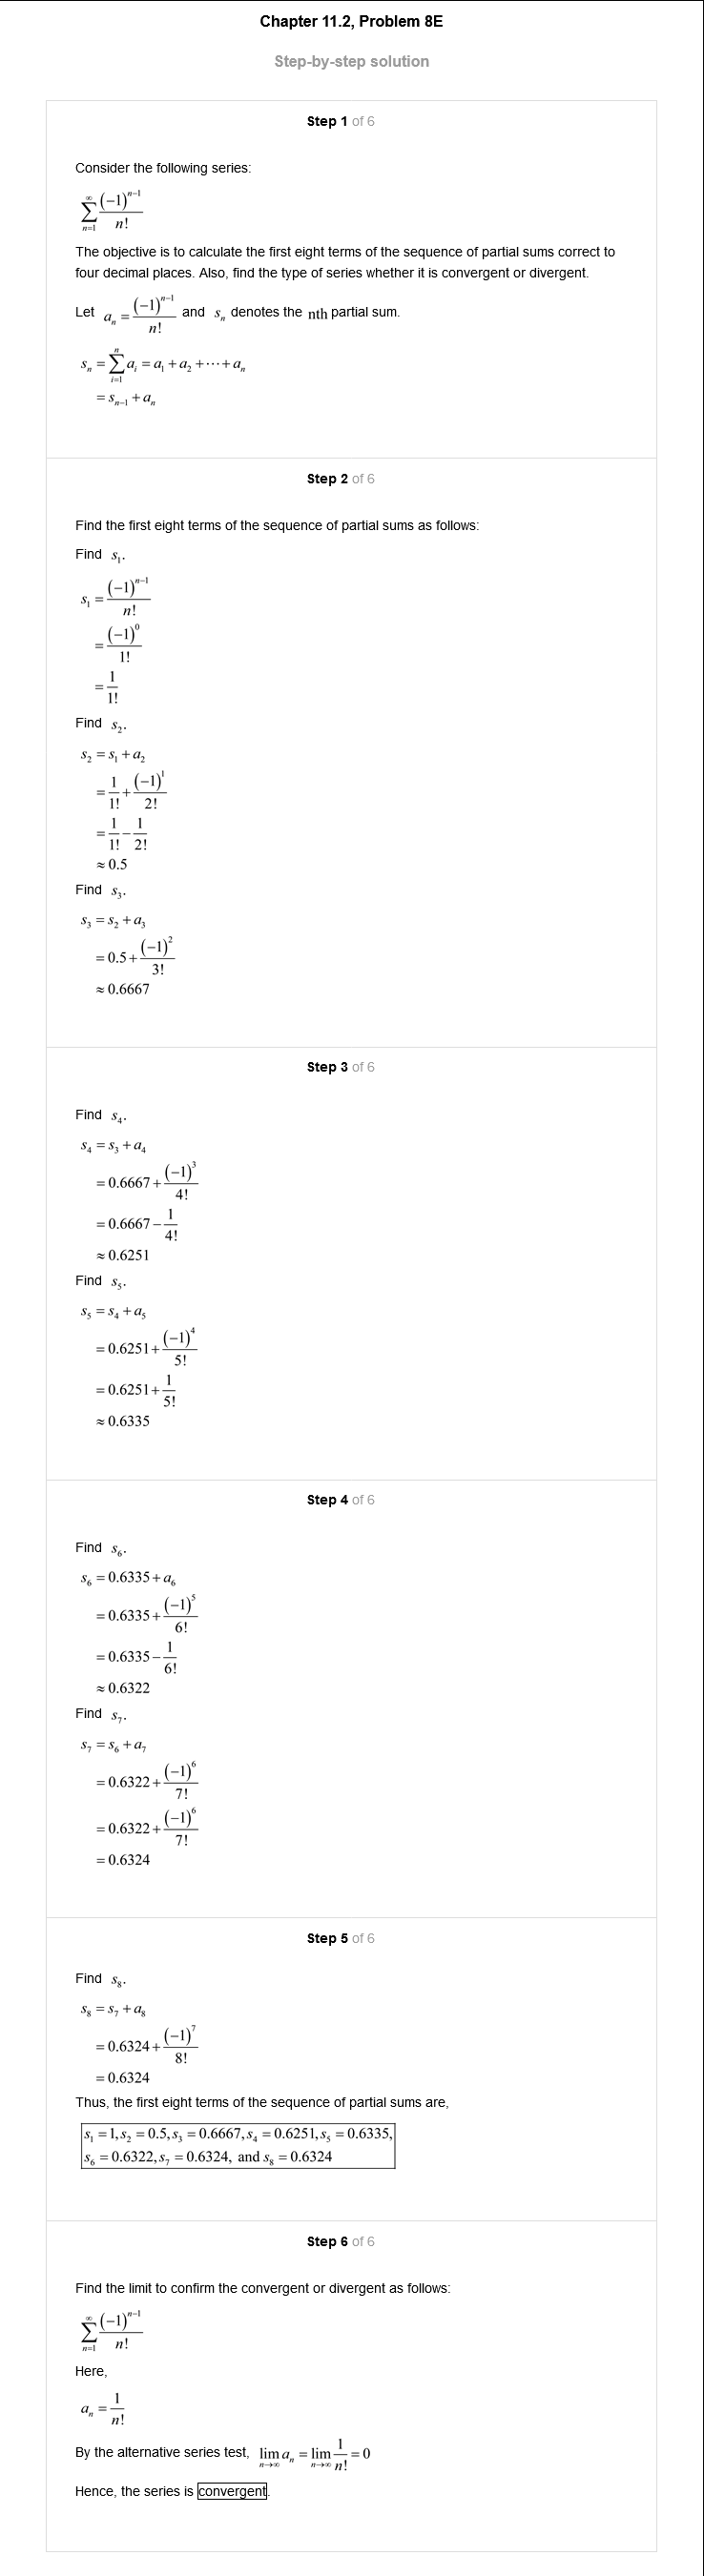 Chapter 11.2, Problem 8E
Step-by-step solution
Step 1 of 6
Consider the following series:
$\sum_{n=1}^{\infty}\frac{(-1)^{n-1}}{n!}$
The objective is to calculate the first eight terms of the sequence of partial sums correct to
four decimal places. Also, find the type of series whether it is convergent or divergent.
Let $a_n = \frac{(-1)^{n-1}}{n!}$ and $s_n$ denotes the nth partial sum.
$s_n = \sum_{i=1}^{n} a_i = a_1 + a_2 + \cdots + a_n$
$= s_{n-1} + a_n$
Step 2 of 6
Find the first eight terms of the sequence of partial sums as follows:
Find $s_1$.
$s_1 = \frac{(-1)^{n-1}}{n!}$
$= \frac{(-1)^0}{1!}$
$= \frac{1}{1!}$
Find $s_2$.
$s_2 = s_1 + a_2$
$= \frac{1}{1!} + \frac{(-1)^1}{2!}$
$= \frac{1}{1!} - \frac{1}{2!}$
$\approx 0.5$
Find $s_3$.
$s_3 = s_2 + a_3$
$= 0.5 + \frac{(-1)^2}{3!}$
$\approx 0.6667$
Step 3 of 6
Find $s_4$.
$s_4 = s_3 + a_4$
$= 0.6667 + \frac{(-1)^3}{4!}$
$= 0.6667 - \frac{1}{4!}$
$\approx 0.6251$
Find $s_5$.
$s_5 = s_4 + a_5$
$= 0.6251 + \frac{(-1)^4}{5!}$
$= 0.6251 + \frac{1}{5!}$
$\approx 0.6335$
Step 4 of 6
Find $s_6$.
$s_6 = 0.6335 + a_6$
$= 0.6335 + \frac{(-1)^5}{6!}$
$= 0.6335 - \frac{1}{6!}$
$\approx 0.6322$
Find $s_7$.
$s_7 = s_6 + a_7$
$= 0.6322 + \frac{(-1)^6}{7!}$
$= 0.6322 + \frac{(-1)^6}{7!}$
$= 0.6324$
Step 5 of 6
Find $s_8$.
$s_8 = s_7 + a_8$
$= 0.6324 + \frac{(-1)^7}{8!}$
$= 0.6324$
Thus, the first eight terms of the sequence of partial sums are,
$s_1 = 1, s_2 = 0.5, s_3 = 0.6667, s_4 = 0.6251, s_5 = 0.6335,$
$s_6 = 0.6322, s_7 = 0.6324,$ and $s_8 = 0.6324$
Step 6 of 6
Find the limit to confirm the convergent or divergent as follows:
$\sum_{n=1}^{\infty}\frac{(-1)^{n-1}}{n!}$
Here,
$a_n = \frac{1}{n!}$
By the alternative series test, $\lim_{n\to\infty} a_n = \lim_{n\to\infty} \frac{1}{n!} = 0$
Hence, the series is convergent.